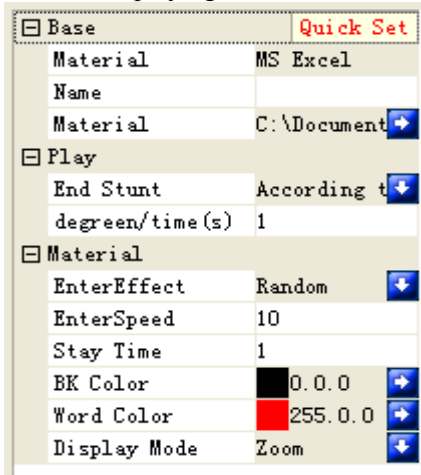 Base Quick Set
Material MS Excel
Name
Material C:\Document
Play
End Stunt According t
degreen/time(s) 1
Material
EnterEffect Random
EnterSpeed 10
Stay Time 1
BK Color 0.0.0
Word Color 255.0.0
Display Mode Zoom